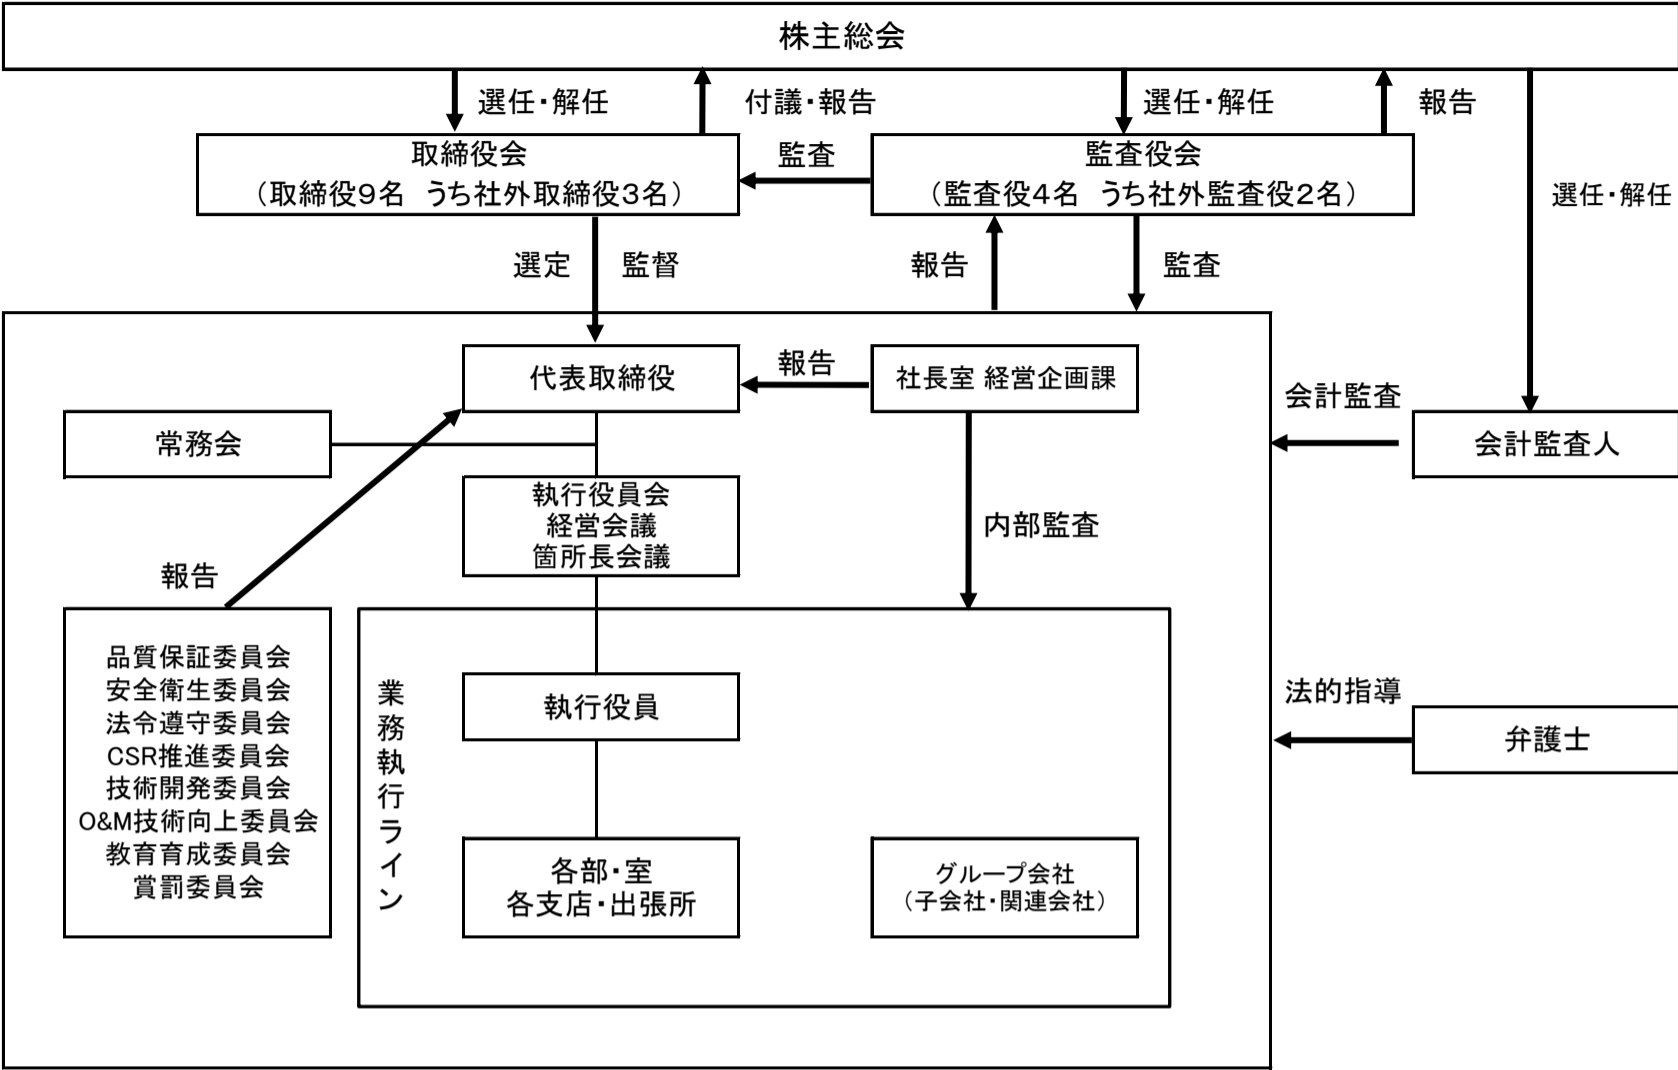 株主総会
選任・解任
付議・報告
選任・解任
報告
取締役会
（取締役9名　うち社外取締役3名）
監査
監査役会
（監査役4名　うち社外監査役2名）
選任・解任
選定
監督
報告
監査
代表取締役
報告
社長室 経営企画課
会計監査
会計監査人
常務会
執行役員会
経営会議
箇所長会議
内部監査
報告
品質保証委員会
安全衛生委員会
法令遵守委員会
CSR推進委員会
技術開発委員会
O&M技術向上委員会
教育育成委員会
賞罰委員会
業務執行ライン
執行役員
法的指導
弁護士
各部・室
各支店・出張所
グループ会社
（子会社・関連会社）